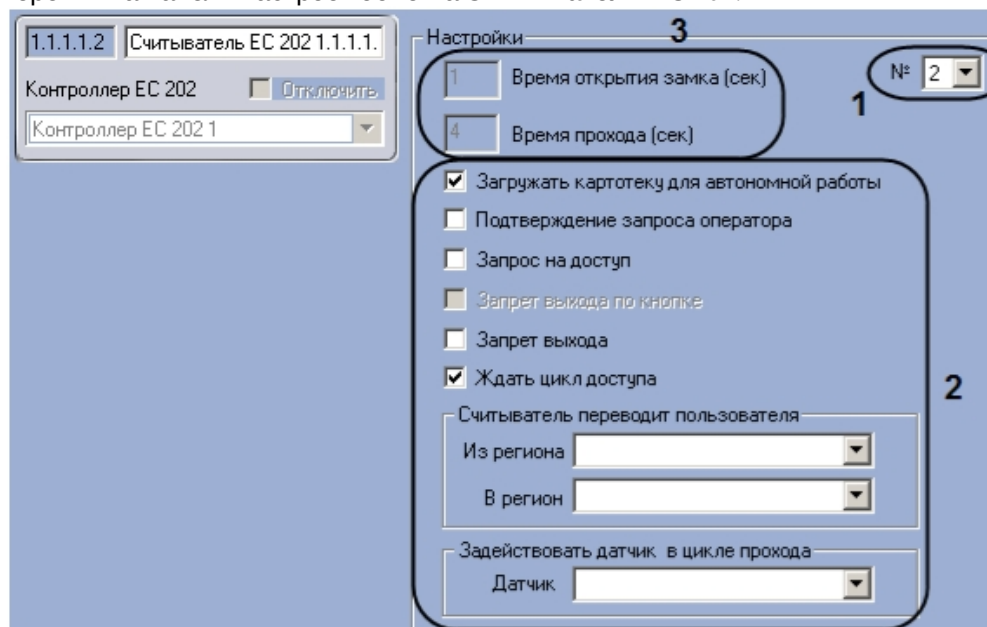 1.1.1.1.2 Считыватель ЕС 202 1.1.1.1.
Контроллер ЕС 202 Отключить
Контроллер ЕС 202 1
Настройки
3
1 Время открытия замка (сек)
4 Время прохода (сек)
№ 2
1
Загружать картотеку для автономной работы
Подтверждение запроса оператора
Запрос на доступ
Запрет выхода по кнопке
Запрет выхода
Ждать цикл доступа
2
Считыватель переводит пользователя
Из региона
В регион
Задействовать датчик в цикле прохода
Датчик